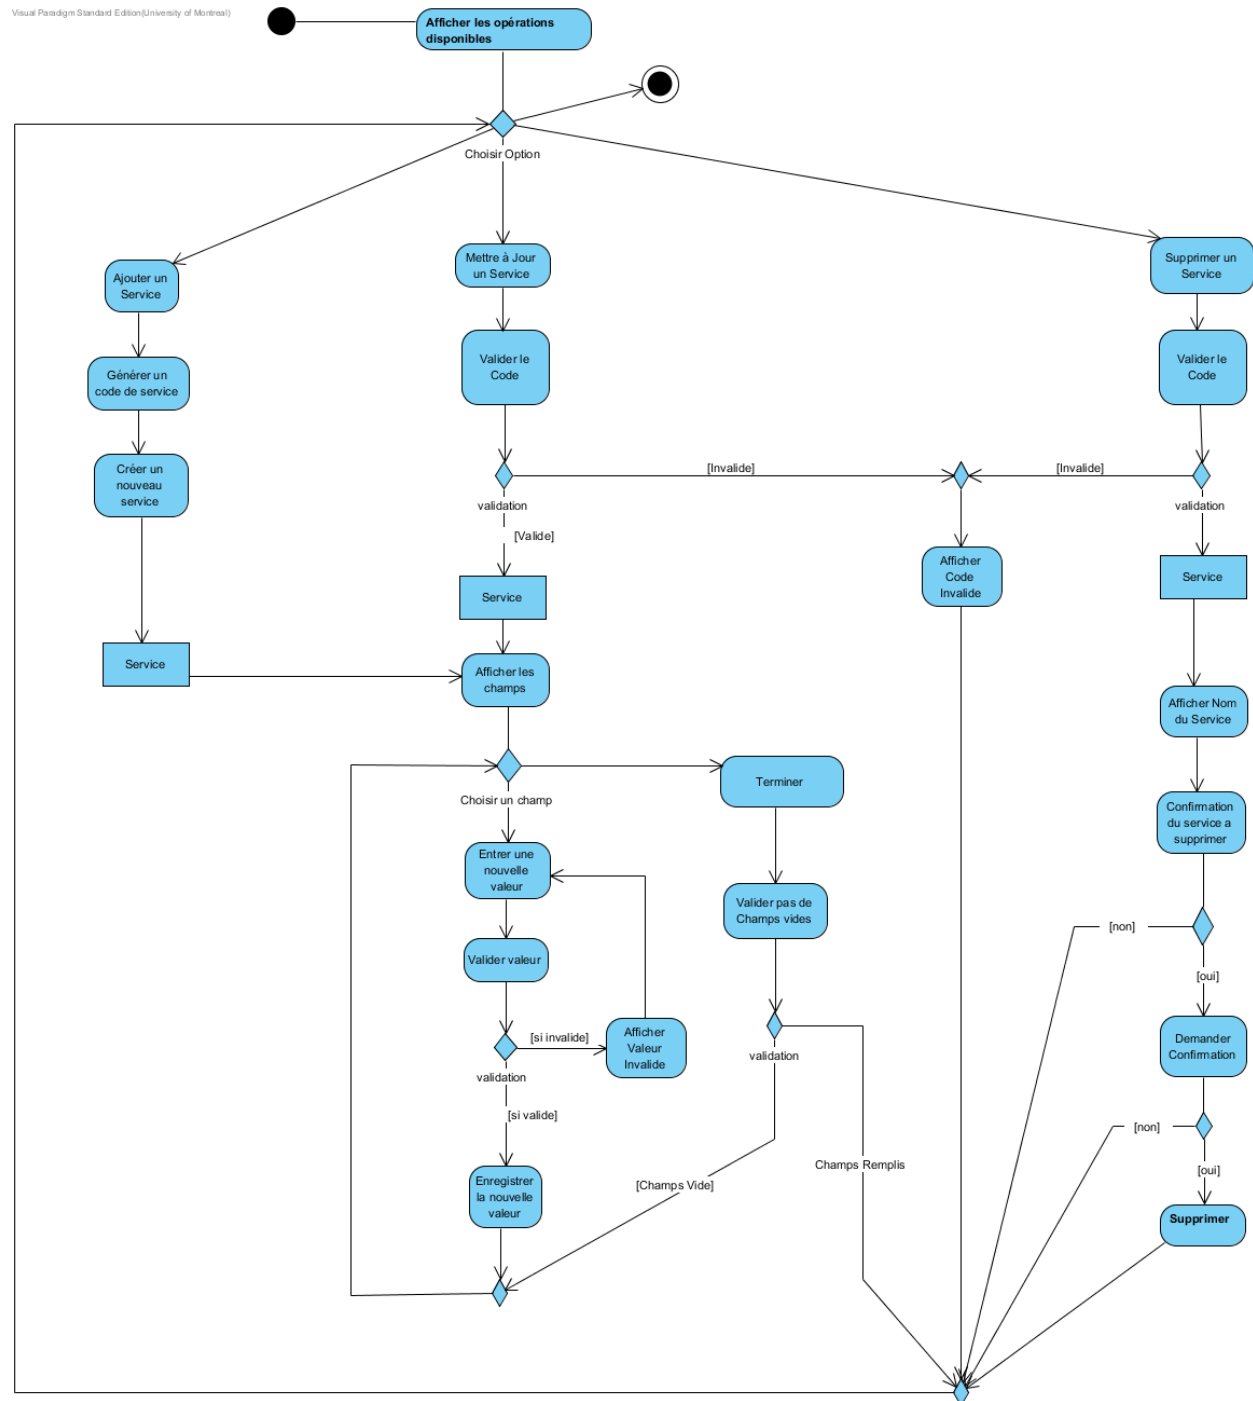 Visual Paradigm Standard Edition(University of Montreal)
Afficher les opérations
disponibles
Choisir Option
Ajouter un
Service
Mettre à Jour
un Service
Supprimer un
Service
Générer un
code de service
Valider le
Code
Valider le
Code
Créer un
nouveau
service
[Invalide]
[Invalide]
validation
validation
[Valide]
Afficher
Code
Invalide
Service
Service
Service
Afficher les
champs
Afficher Nom
du Service
Terminer
Choisir un champ
Confirmation
du service a
supprimer
Entrer une
nouvelle
valeur
Valider pas de
Champs vides
[non]
Valider valeur
[oui]
[si invalide]
Afficher
Valeur
Invalide
validation
Demander
Confirmation
validation
[si valide]
[non]
Champs Remplis
[oui]
Enregistrer
la nouvelle
valeur
[Champs Vide]
Supprimer